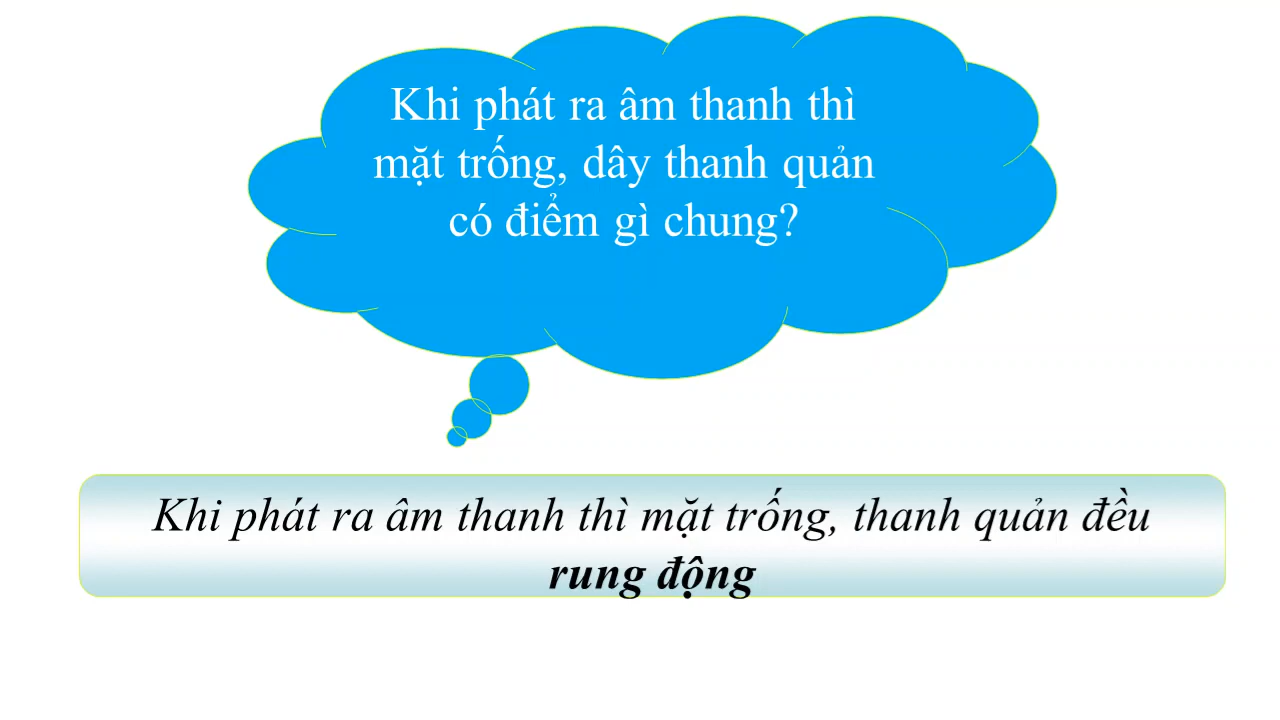 Khi phát ra âm thanh thì
mặt trống, dây thanh quản
có điểm gì chung?
Khi phát ra âm thanh thì mặt trống, thanh quản đều
rung động